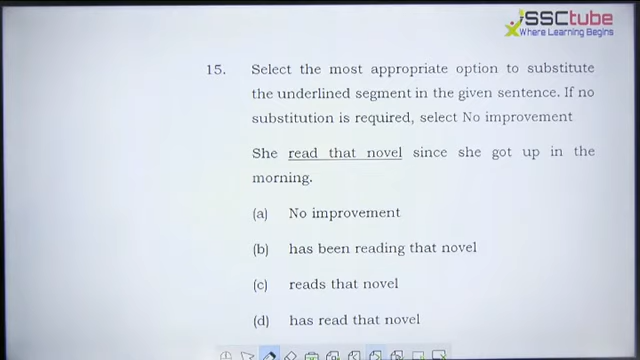 SSCtube
Where Learning Begins
15. Select the most appropriate option to substitute
the underlined segment in the given sentence. If no
substitution is required, select No improvement
She read that novel since she got up in the
morning.
(a) No improvement
(b) has been reading that novel
(c) reads that novel
(d) has read that novel